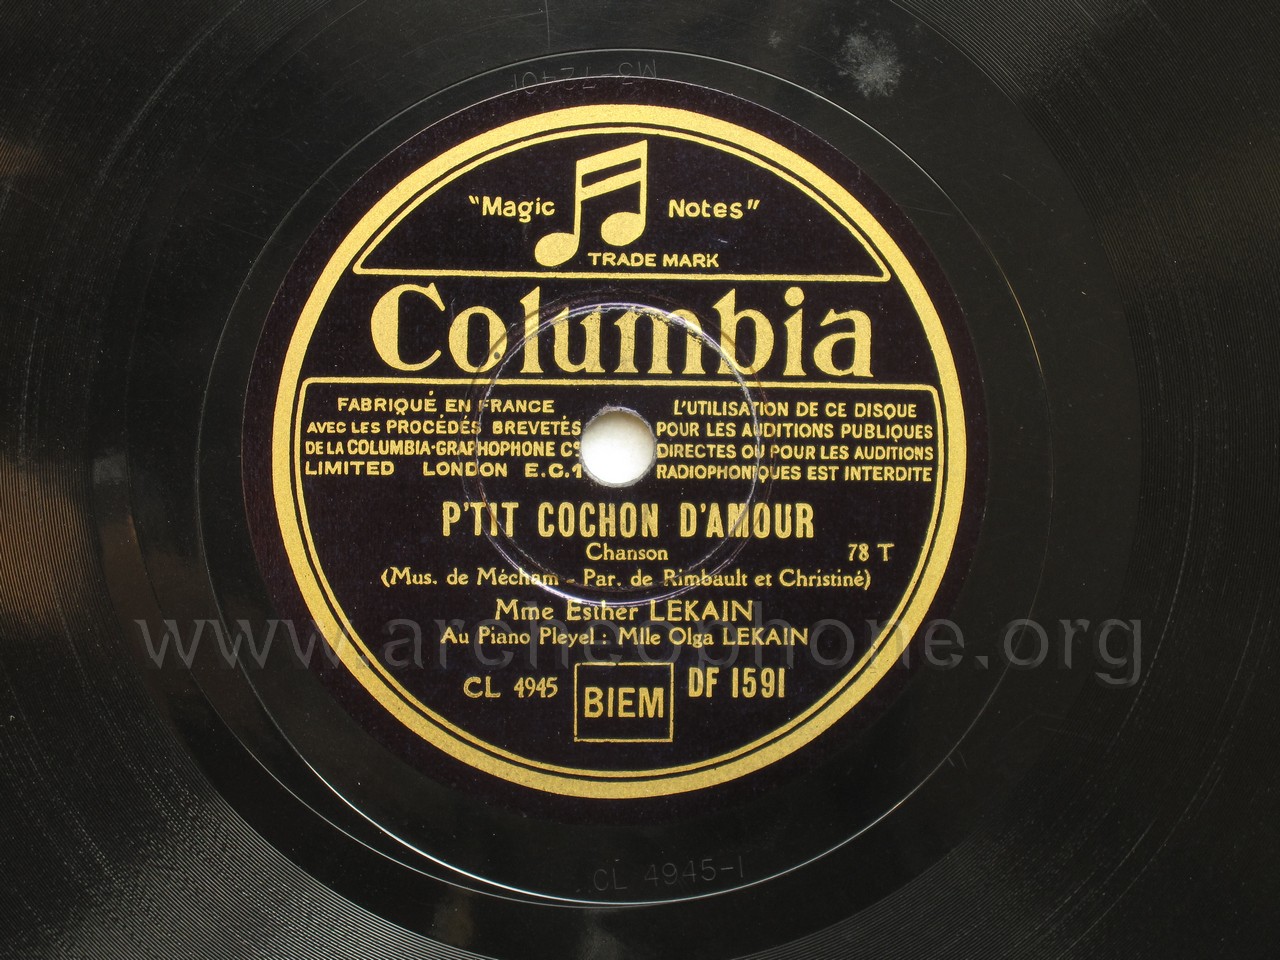 "Magic Notes"
TRADE MARK
Columbia
FABRIQUÉ EN FRANCE
AVEC LES PROCÉDÉS BREVETÉS
DE LA COLUMBIA-GRAPHOPHONE Cº
LIMITED LONDON E.C.1
L'UTILISATION DE CE DISQUE
POUR LES AUDITIONS PUBLIQUES
DIRECTES OU POUR LES AUDITIONS
RADIOPHONIQUES EST INTERDITE
P'TIT COCHON D'AMOUR
Chanson 78 T
(Mus. de Mécham - Par. de Rimbault et Christiné)
Mme Esther LEKAIN
Au Piano Pleyel : Mlle Olga LEKAIN
www.archeophone.org
CL 4945 BIEM DF 1591
CL 4945-1